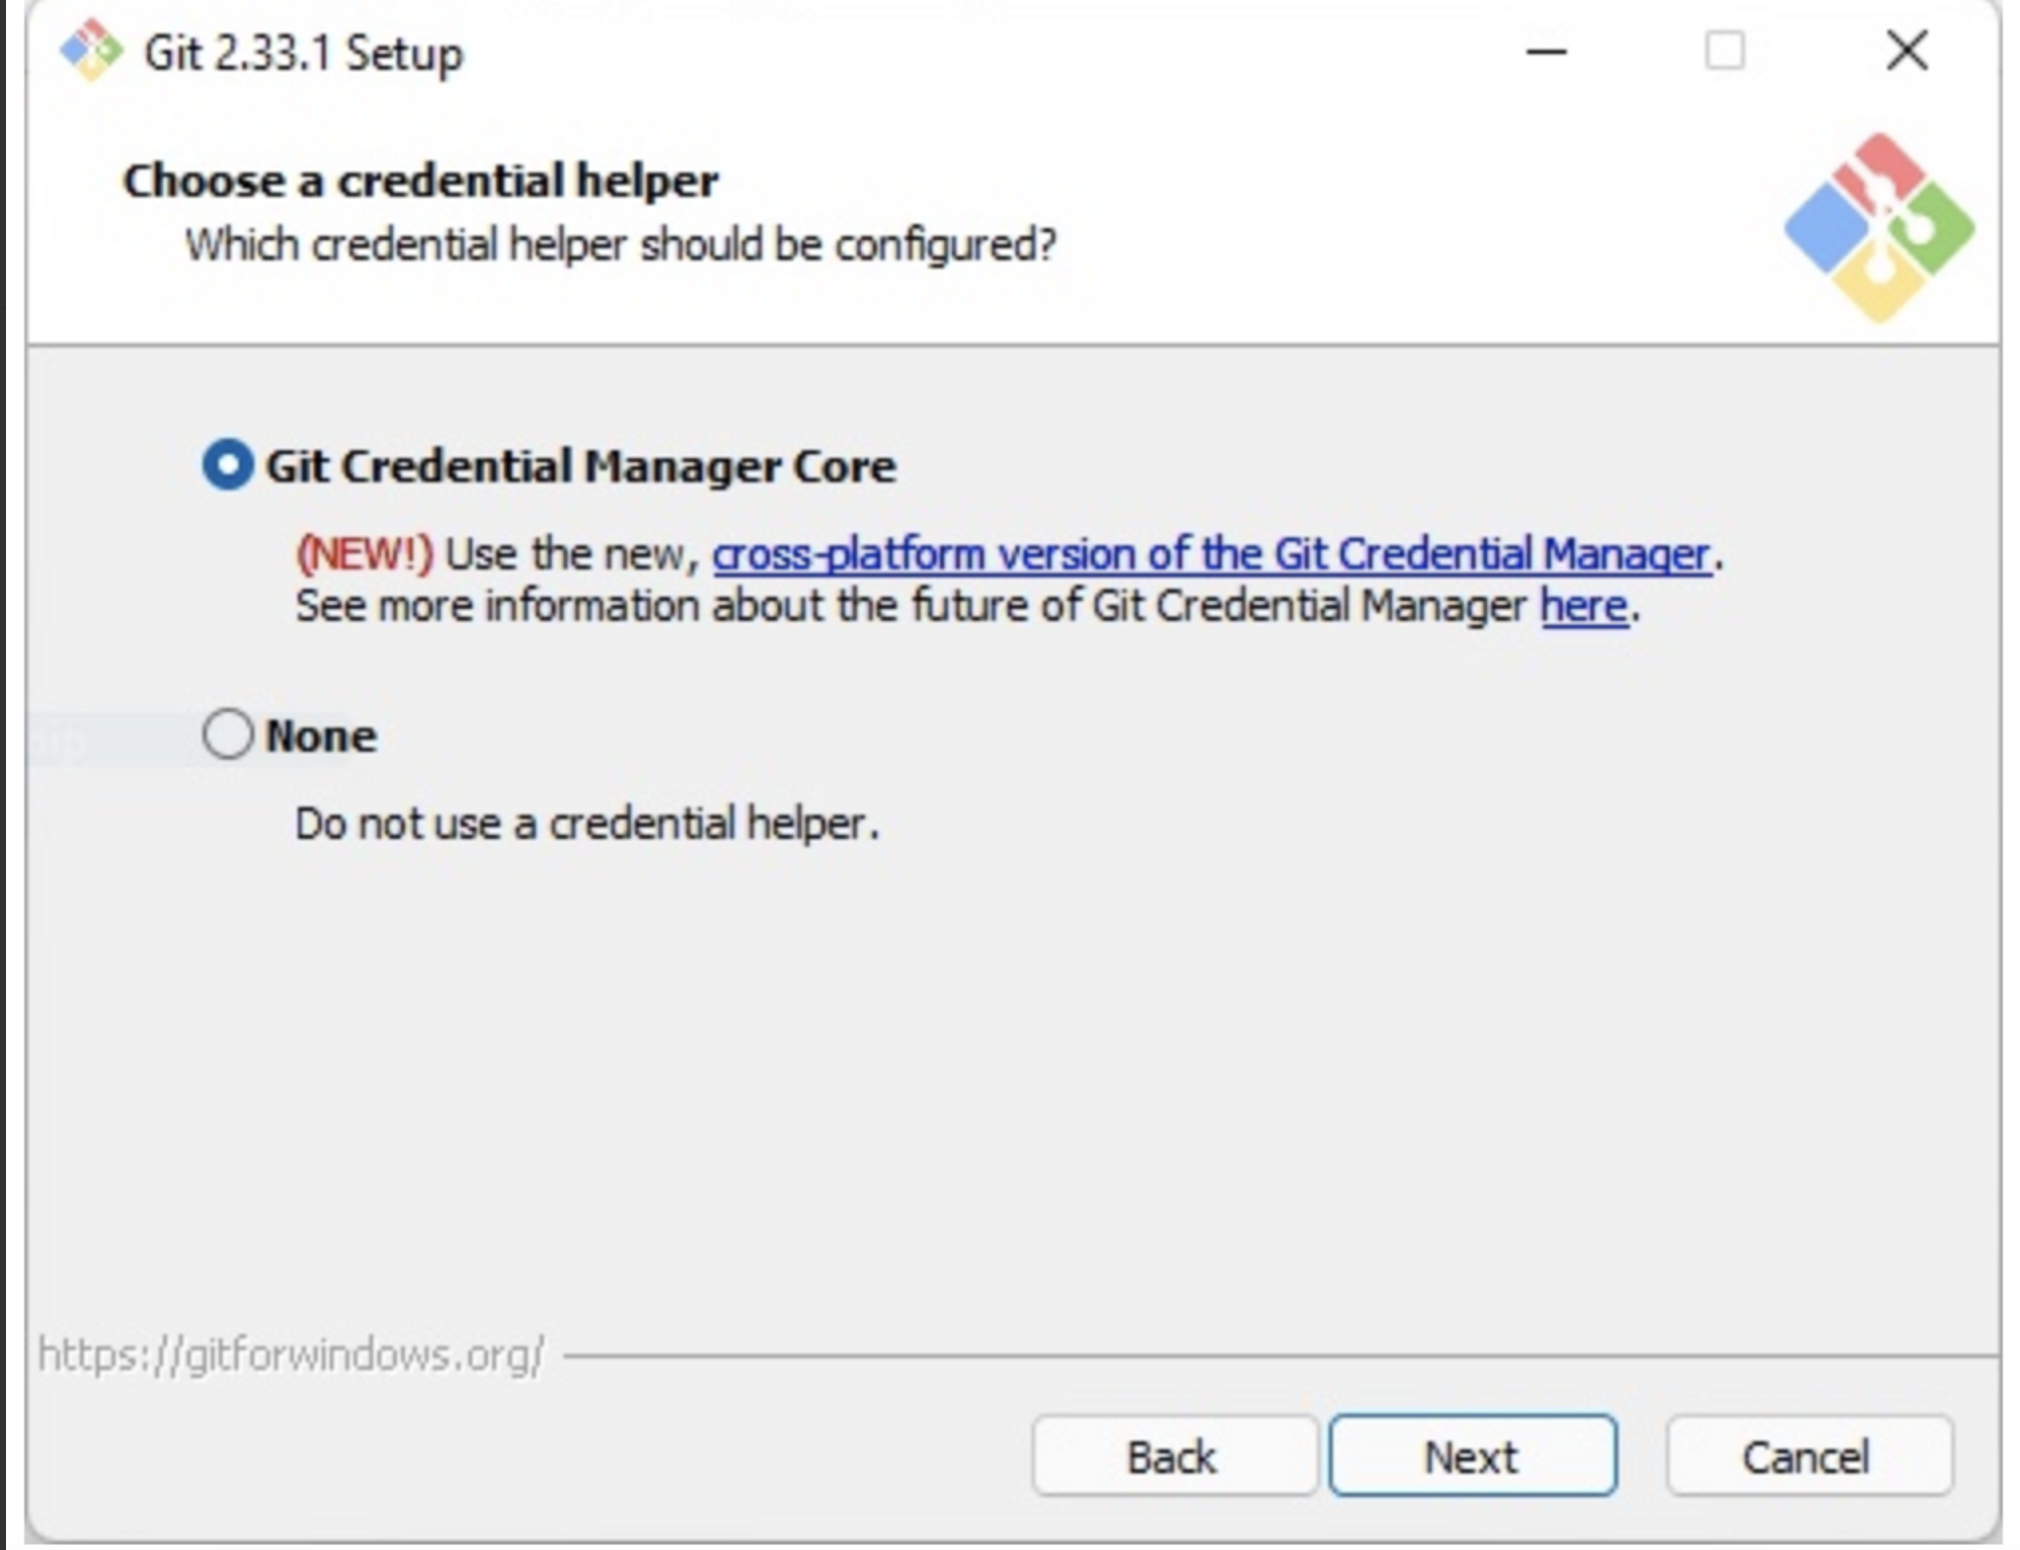 Git 2.33.1 Setup
Choose a credential helper
Which credential helper should be configured?
Git Credential Manager Core
(NEW!) Use the new, cross-platform version of the Git Credential Manager.
See more information about the future of Git Credential Manager here.
None
Do not use a credential helper.
https://gitforwindows.org/
Back Next Cancel